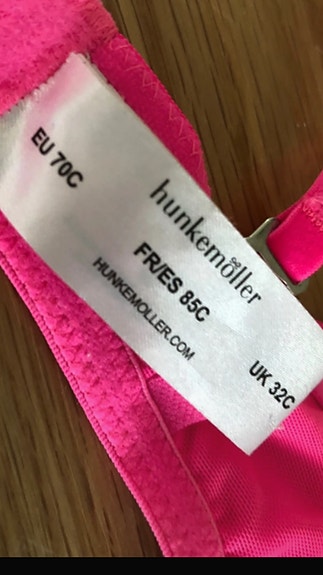 EU 70C
hunkemöller
FR/ES 85C
HUNKEMOLLER.COM
UK 32C